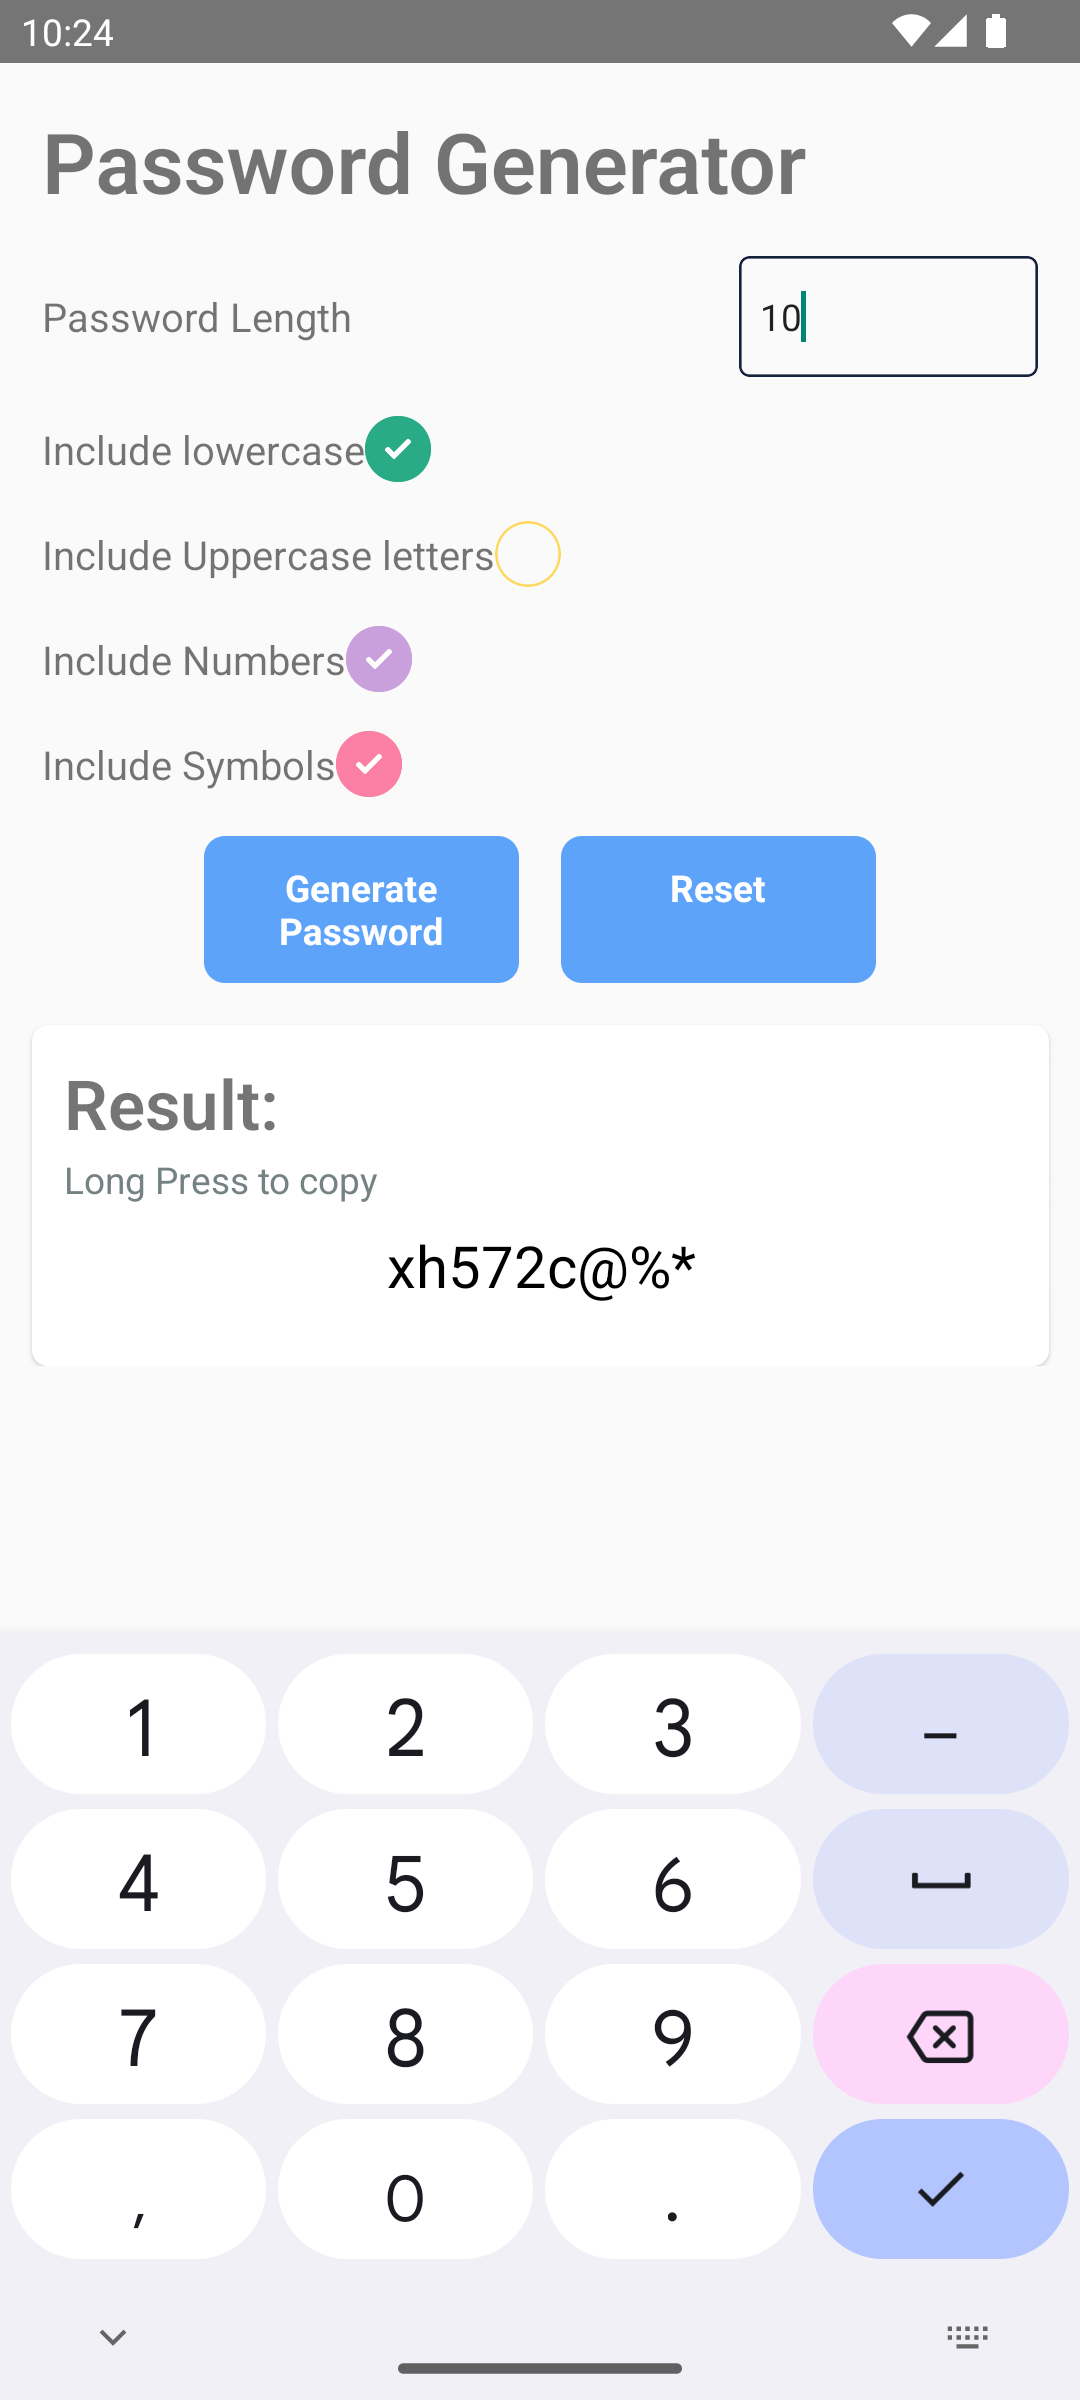 10:24
Password Generator
Password Length
10
Include lowercase
Include Uppercase letters
Include Numbers
Include Symbols
Generate
Password
Reset
Result:
Long Press to copy
xh572c@%*
1 2 3 –
4 5 6
7 8 9
, 0 .